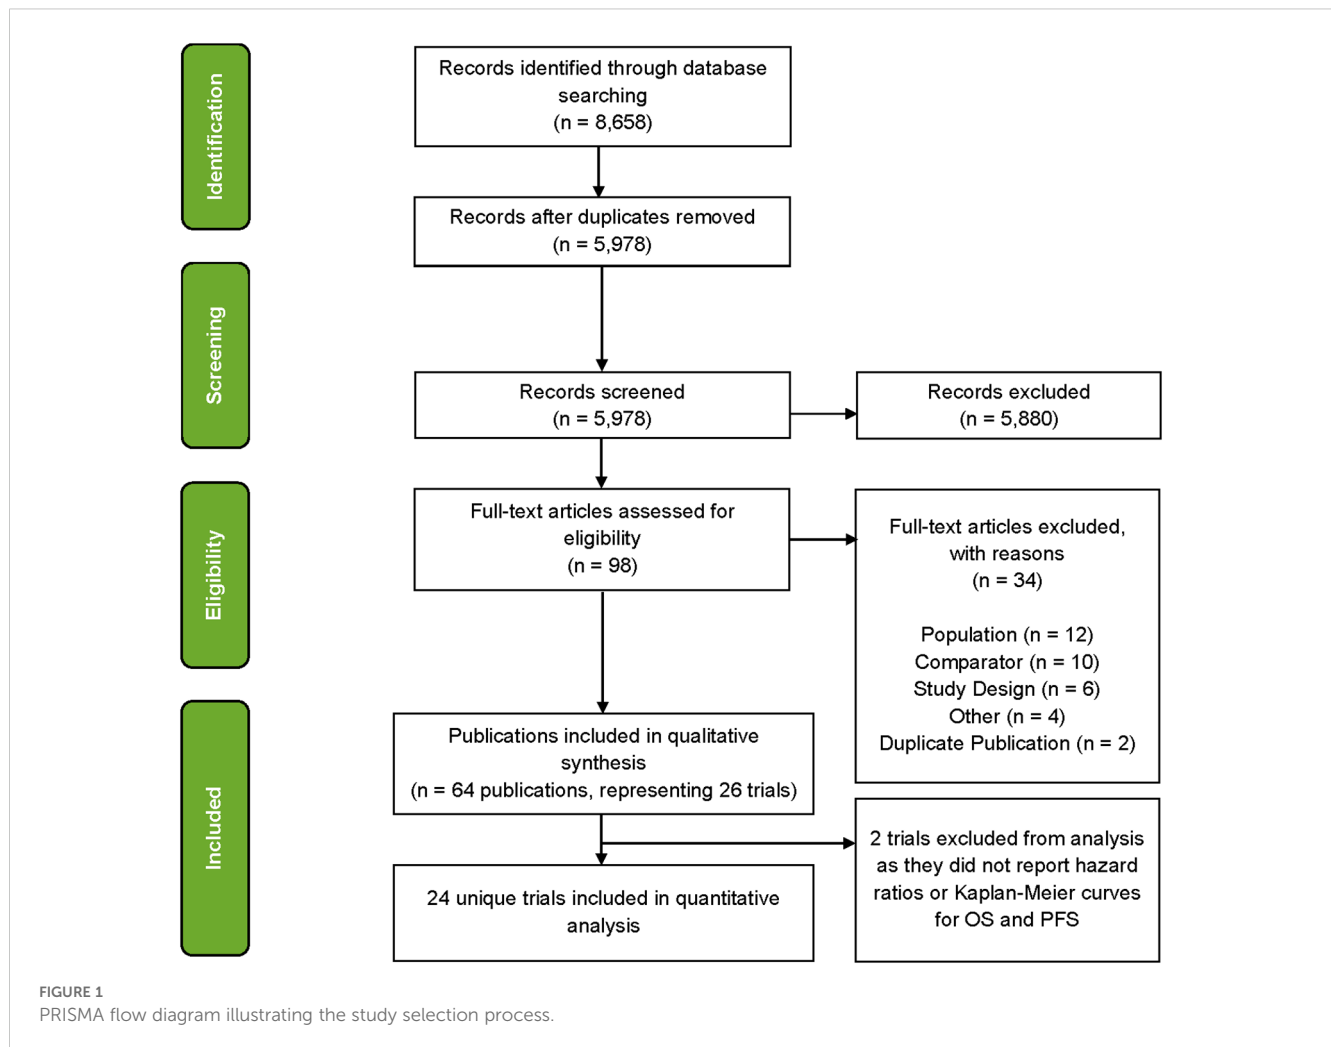 Identification
Records identified through database
searching
(n = 8,658)
Records after duplicates removed
(n = 5,978)
Screening
Records screened
(n = 5,978)
Records excluded
(n = 5,880)
Eligibility
Full-text articles assessed for
eligibility
(n = 98)
Full-text articles excluded,
with reasons
(n = 34)
Population (n = 12)
Comparator (n = 10)
Study Design (n = 6)
Other (n = 4)
Duplicate Publication (n = 2)
Included
Publications included in qualitative
synthesis
(n = 64 publications, representing 26 trials)
2 trials excluded from analysis
as they did not report hazard
ratios or Kaplan-Meier curves
for OS and PFS
24 unique trials included in quantitative
analysis
FIGURE 1
PRISMA flow diagram illustrating the study selection process.